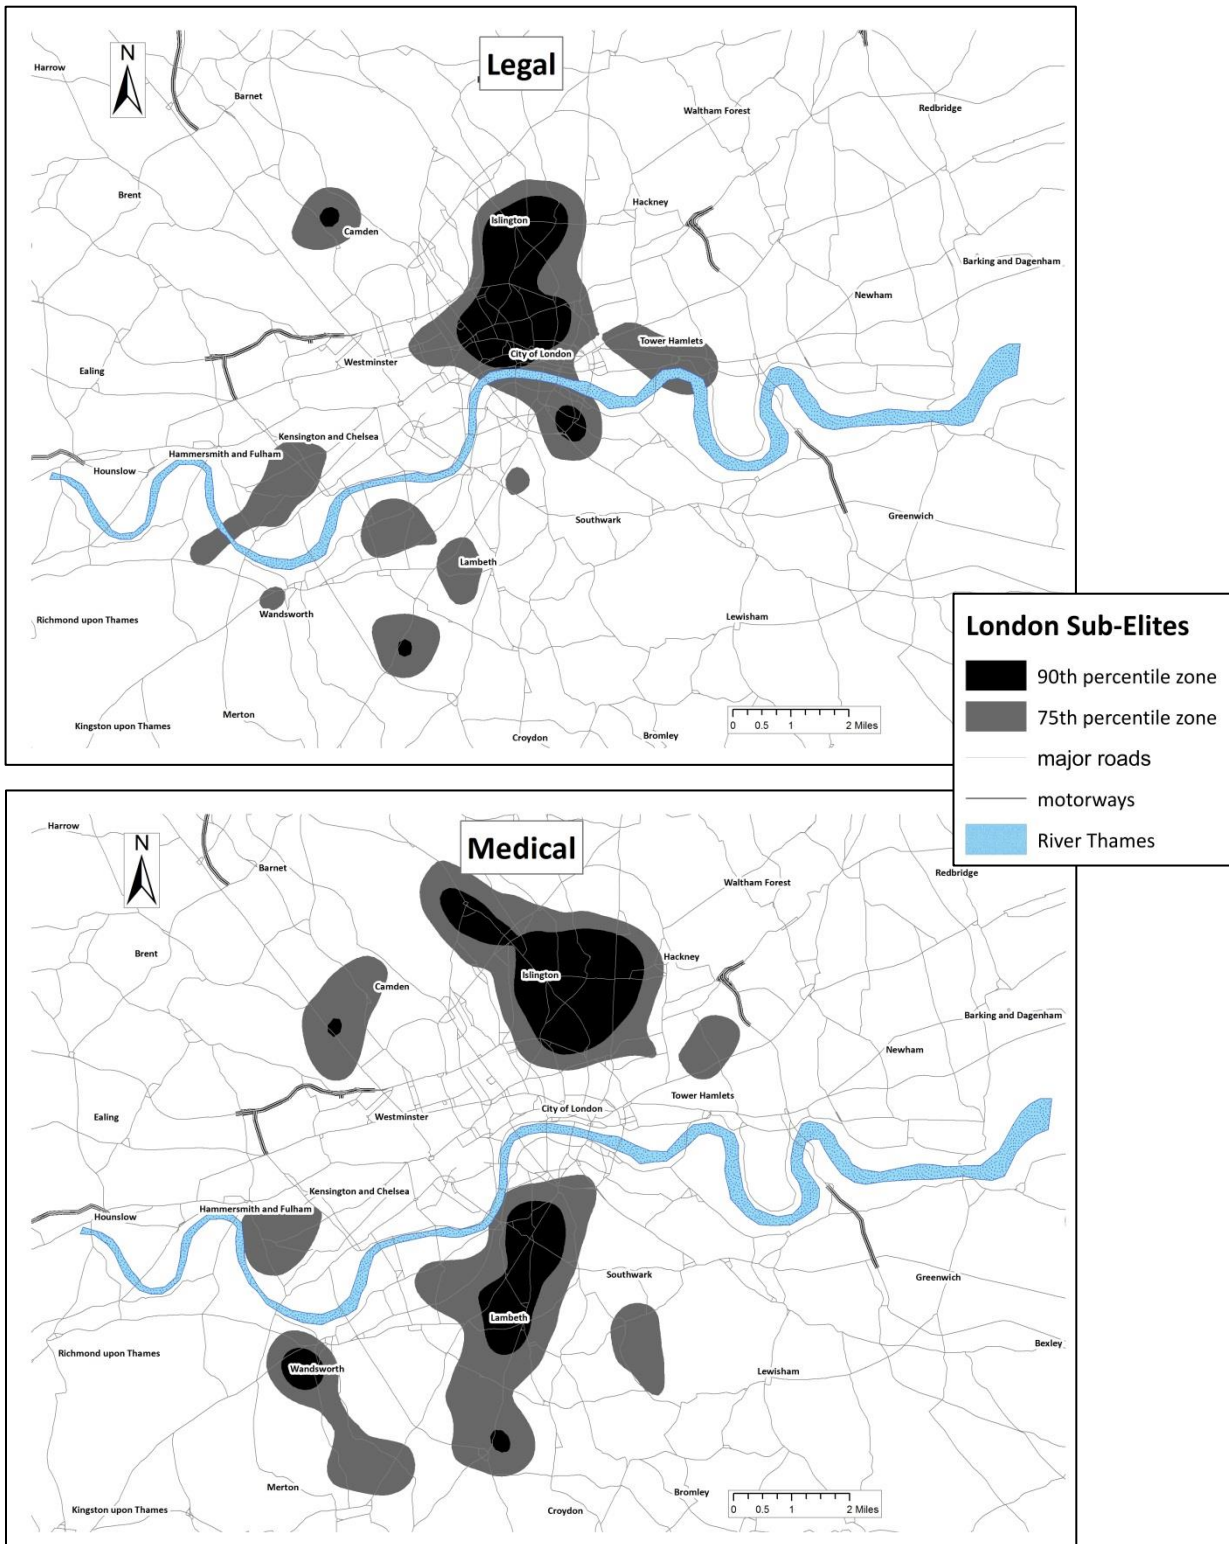 Legal
N
Harrow
Barnet
Waltham Forest
Redbridge
Brent
Islington
Hackney
Camden
Barking and Dagenham
Newham
Tower Hamlets
City of London
Westminster
Ealing
Kensington and Chelsea
Hammersmith and Fulham
Hounslow
Southwark
Greenwich
Lambeth
Wandsworth
Richmond upon Thames
Lewisham
Merton
Kingston upon Thames
Croydon
Bromley
0 0.5 1 2 Miles
London Sub-Elites
90th percentile zone
75th percentile zone
major roads
motorways
River Thames
Medical
N
Harrow
Barnet
Waltham Forest
Redbridge
Brent
Islington
Hackney
Camden
Barking and Dagenham
Newham
Tower Hamlets
City of London
Westminster
Ealing
Kensington and Chelsea
Hammersmith and Fulham
Hounslow
Southwark
Greenwich
Lambeth
Bexley
Richmond upon Thames
Wandsworth
Lewisham
Merton
Kingston upon Thames
Croydon
Bromley
0 0.5 1 2 Miles